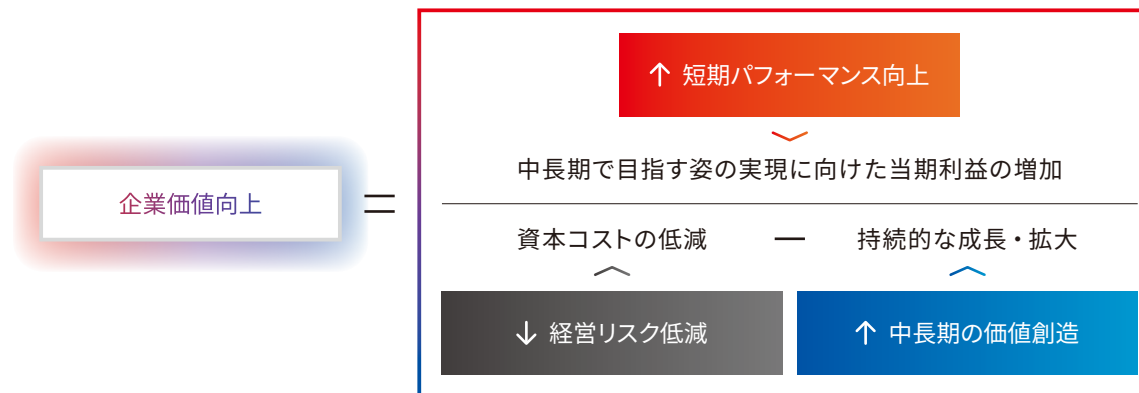 ↑ 短期パフォーマンス向上
中長期で目指す姿の実現に向けた当期利益の増加
企業価値向上
=
資本コストの低減 — 持続的な成長・拡大
↓ 経営リスク低減
↑ 中長期の価値創造